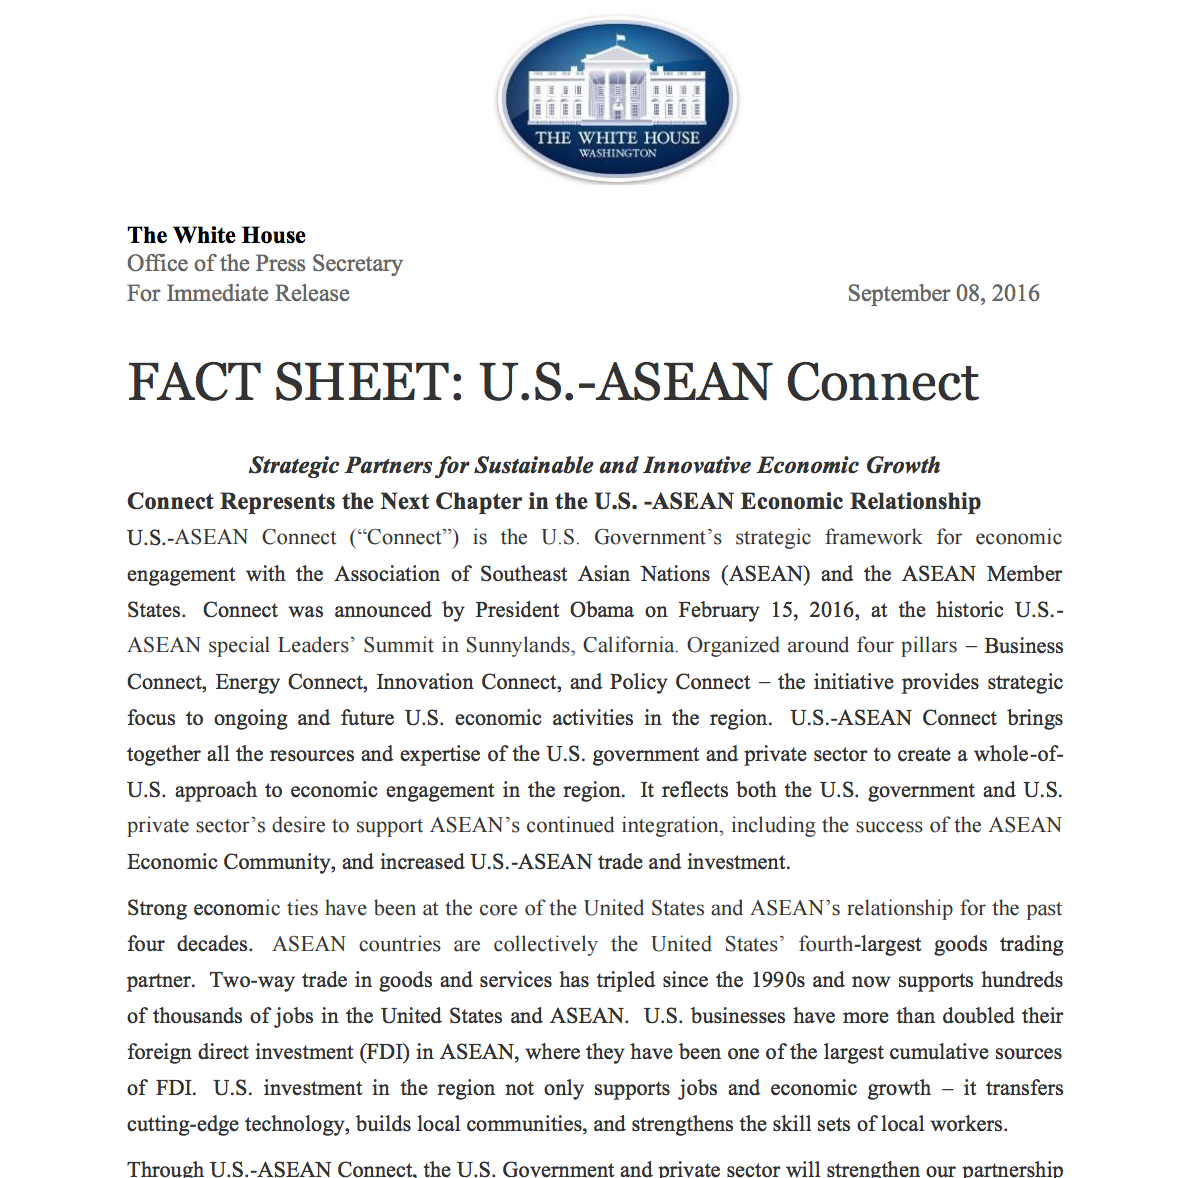 THE WHITE HOUSE
WASHINGTON
The White House
Office of the Press Secretary
For Immediate Release September 08, 2016
FACT SHEET: U.S.-ASEAN Connect
Strategic Partners for Sustainable and Innovative Economic Growth
Connect Represents the Next Chapter in the U.S. -ASEAN Economic Relationship
U.S.-ASEAN Connect (“Connect”) is the U.S. Government’s strategic framework for economic
engagement with the Association of Southeast Asian Nations (ASEAN) and the ASEAN Member
States. Connect was announced by President Obama on February 15, 2016, at the historic U.S.-
ASEAN special Leaders’ Summit in Sunnylands, California. Organized around four pillars – Business
Connect, Energy Connect, Innovation Connect, and Policy Connect – the initiative provides strategic
focus to ongoing and future U.S. economic activities in the region. U.S.-ASEAN Connect brings
together all the resources and expertise of the U.S. government and private sector to create a whole-of-
U.S. approach to economic engagement in the region. It reflects both the U.S. government and U.S.
private sector’s desire to support ASEAN’s continued integration, including the success of the ASEAN
Economic Community, and increased U.S.-ASEAN trade and investment.
Strong economic ties have been at the core of the United States and ASEAN’s relationship for the past
four decades. ASEAN countries are collectively the United States’ fourth-largest goods trading
partner. Two-way trade in goods and services has tripled since the 1990s and now supports hundreds
of thousands of jobs in the United States and ASEAN. U.S. businesses have more than doubled their
foreign direct investment (FDI) in ASEAN, where they have been one of the largest cumulative sources
of FDI. U.S. investment in the region not only supports jobs and economic growth – it transfers
cutting-edge technology, builds local communities, and strengthens the skill sets of local workers.
Through U.S.-ASEAN Connect, the U.S. Government and private sector will strengthen our partnership